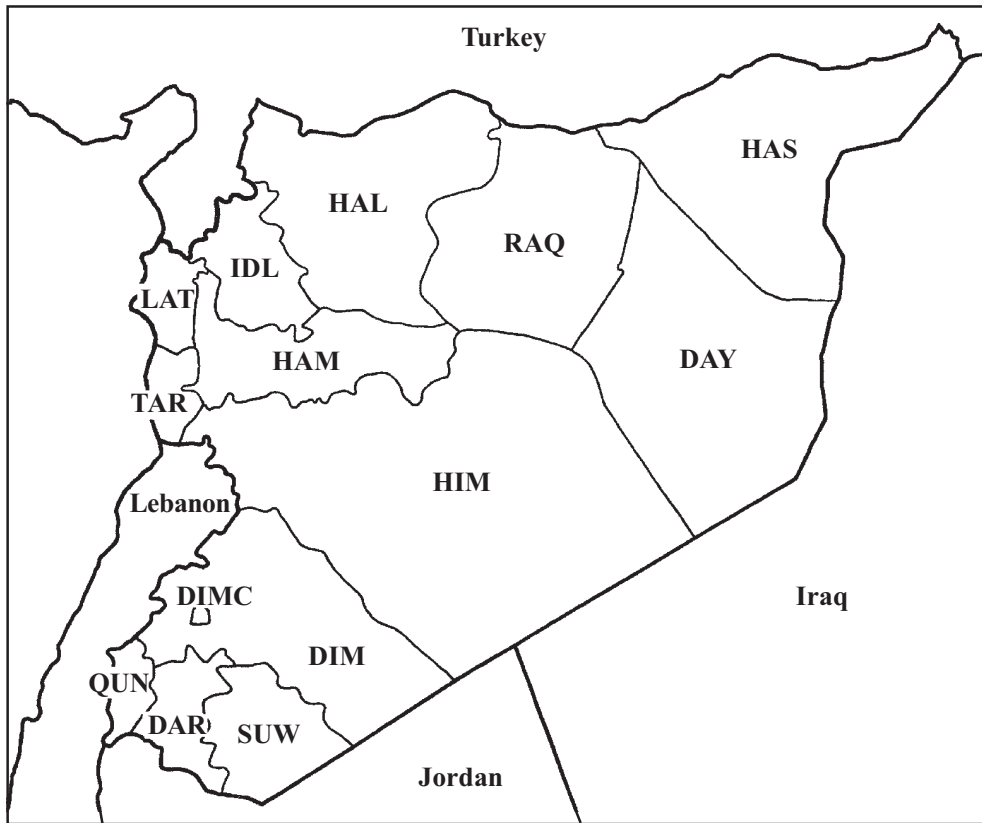 Turkey
HAS
HAL
RAQ
IDL
LAT
HAM
DAY
TAR
HIM
Lebanon
DIMC
Iraq
DIM
QUN
DAR
SUW
Jordan